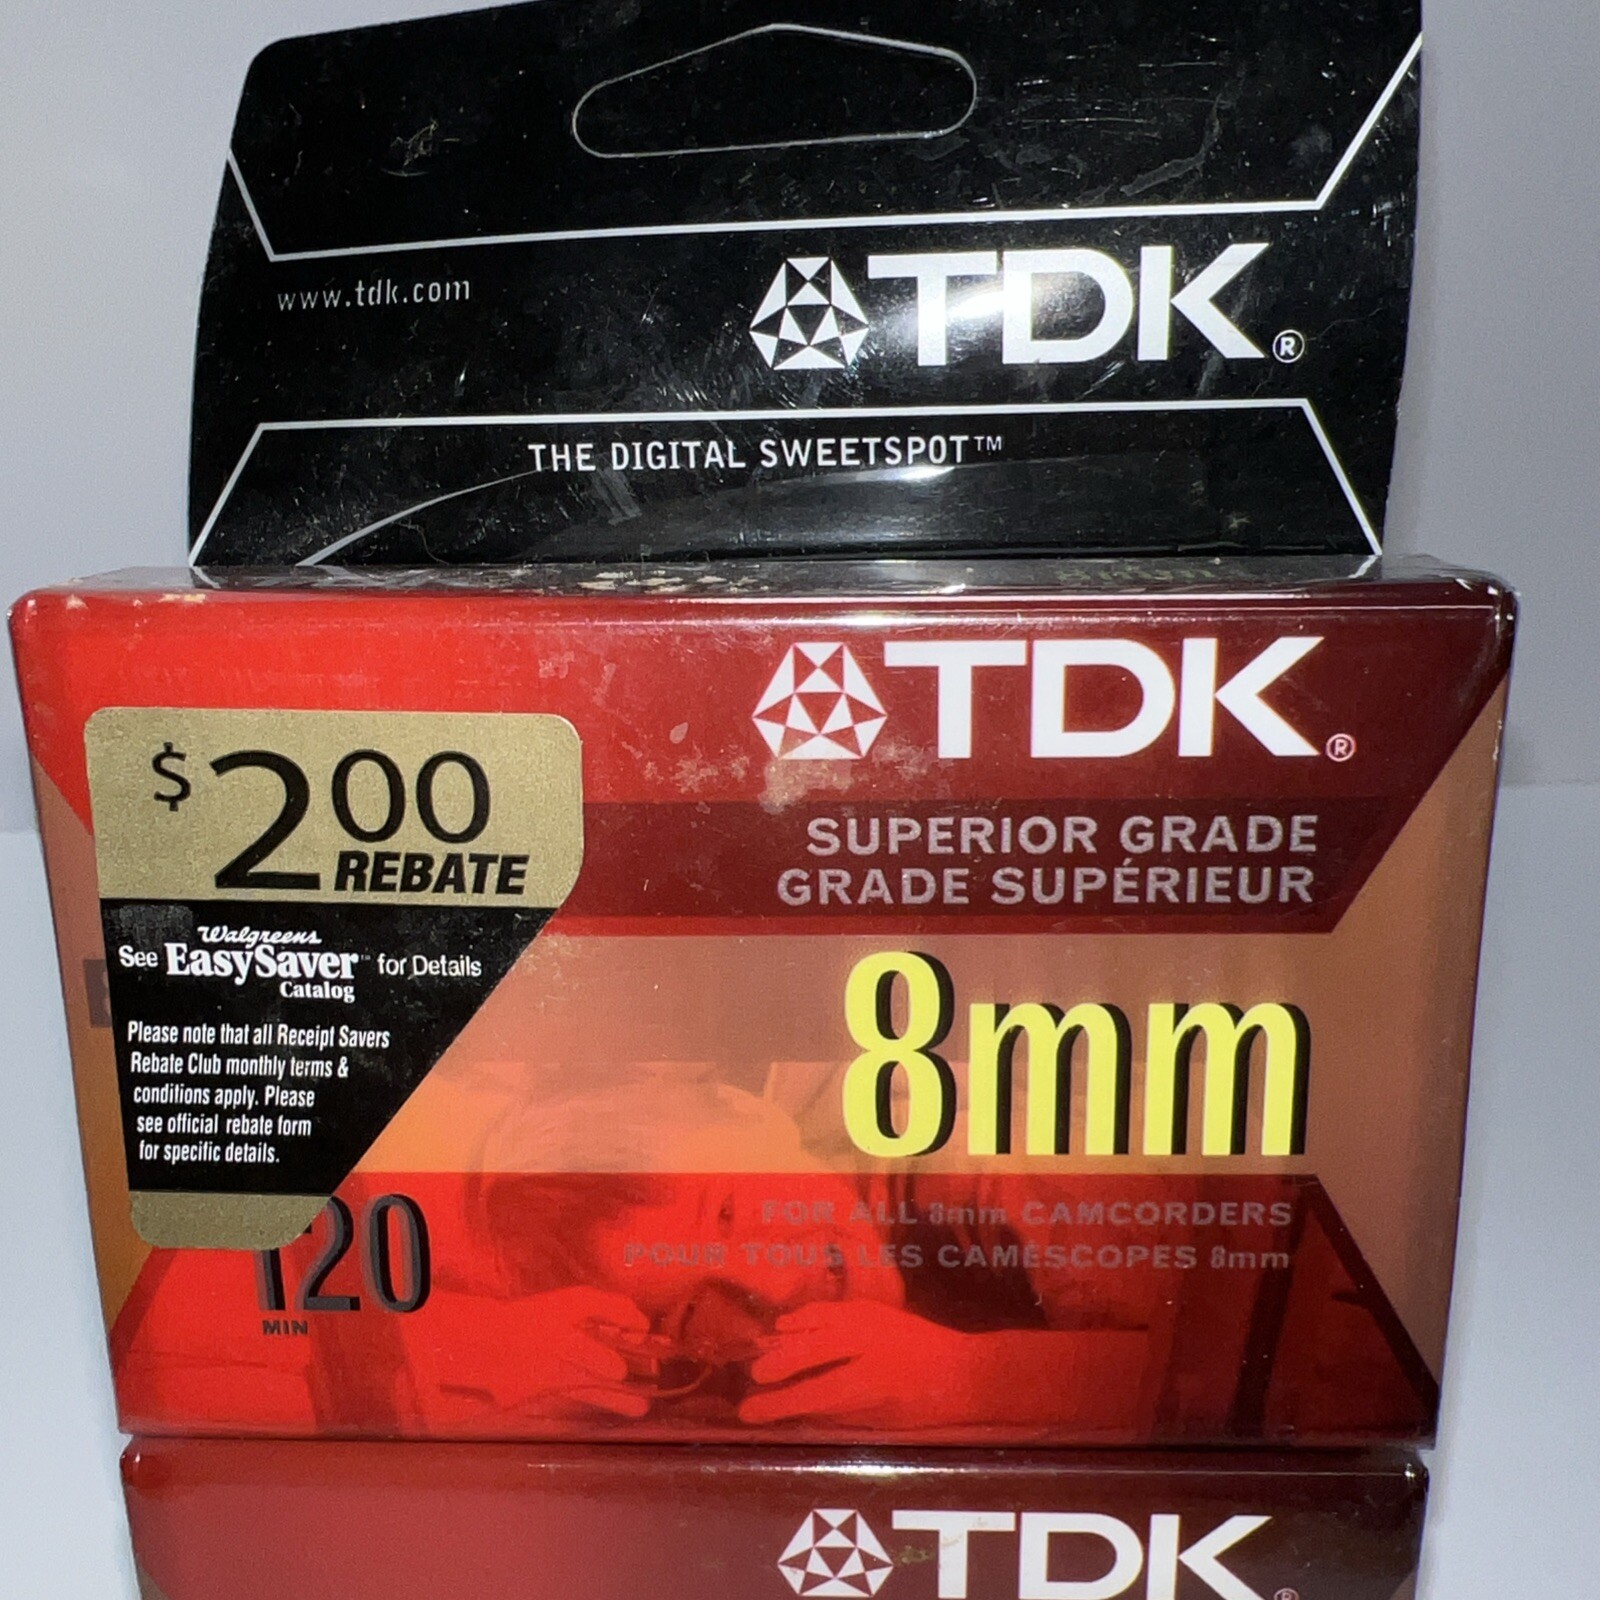 www.tdk.com
TDK®
THE DIGITAL SWEETSPOT™
TDK®
SUPERIOR GRADE
GRADE SUPÉRIEUR
$2.00
REBATE
Walgreens
See EasySaver™ for Details
Catalog
Please note that all Receipt Savers
Rebate Club monthly terms &
conditions apply. Please
see official rebate form
for specific details.
8mm
FOR ALL 8mm CAMCORDERS
POUR TOUS LES CAMÉSCOPES 8mm
120
MIN
TDK®